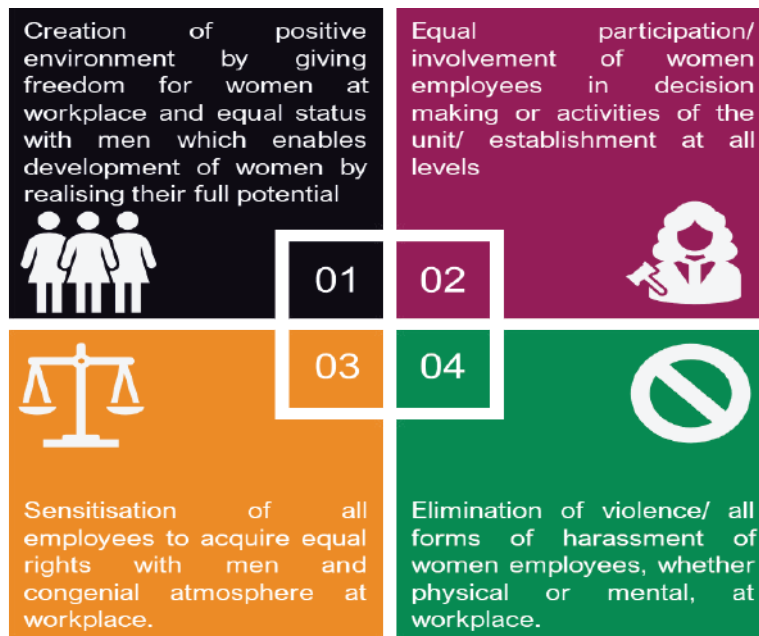 Creation of positive
environment by giving
freedom for women at
workplace and equal status
with men which enables
development of women by
realising their full potential
01
Equal participation/
involvement of women
employees in decision
making or activities of the
unit/ establishment at all
levels
02
03
Sensitisation of all
employees to acquire equal
rights with men and
congenial atmosphere at
workplace.
04
Elimination of violence/ all
forms of harassment of
women employees, whether
physical or mental, at
workplace.